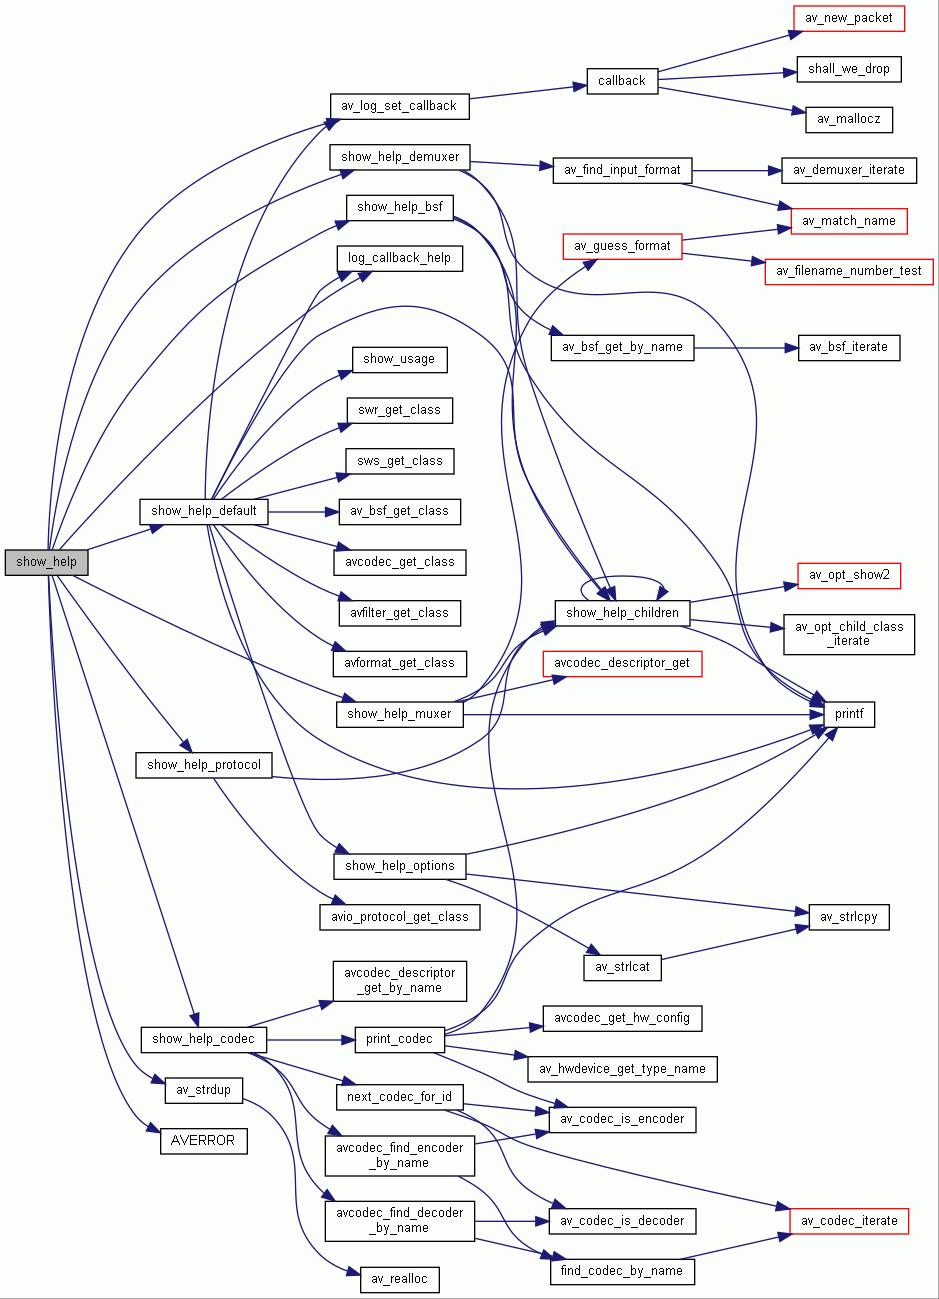 av_new_packet
shall_we_drop
callback
av_log_set_callback
av_mallocz
show_help_demuxer
av_find_input_format
av_demuxer_iterate
show_help_bsf
av_match_name
av_guess_format
log_callback_help
av_filename_number_test
av_bsf_get_by_name
av_bsf_iterate
show_usage
swr_get_class
sws_get_class
show_help_default
av_bsf_get_class
show_help
avcodec_get_class
av_opt_show2
avfilter_get_class
show_help_children
av_opt_child_class
_iterate
avformat_get_class
avcodec_descriptor_get
show_help_muxer
printf
show_help_protocol
show_help_options
avio_protocol_get_class
av_strlcpy
av_strlcat
avcodec_descriptor
_get_by_name
avcodec_get_hw_config
show_help_codec
print_codec
av_hwdevice_get_type_name
av_strdup
next_codec_for_id
av_codec_is_encoder
AVERROR
avcodec_find_encoder
_by_name
avcodec_find_decoder
_by_name
av_codec_is_decoder
av_codec_iterate
find_codec_by_name
av_realloc